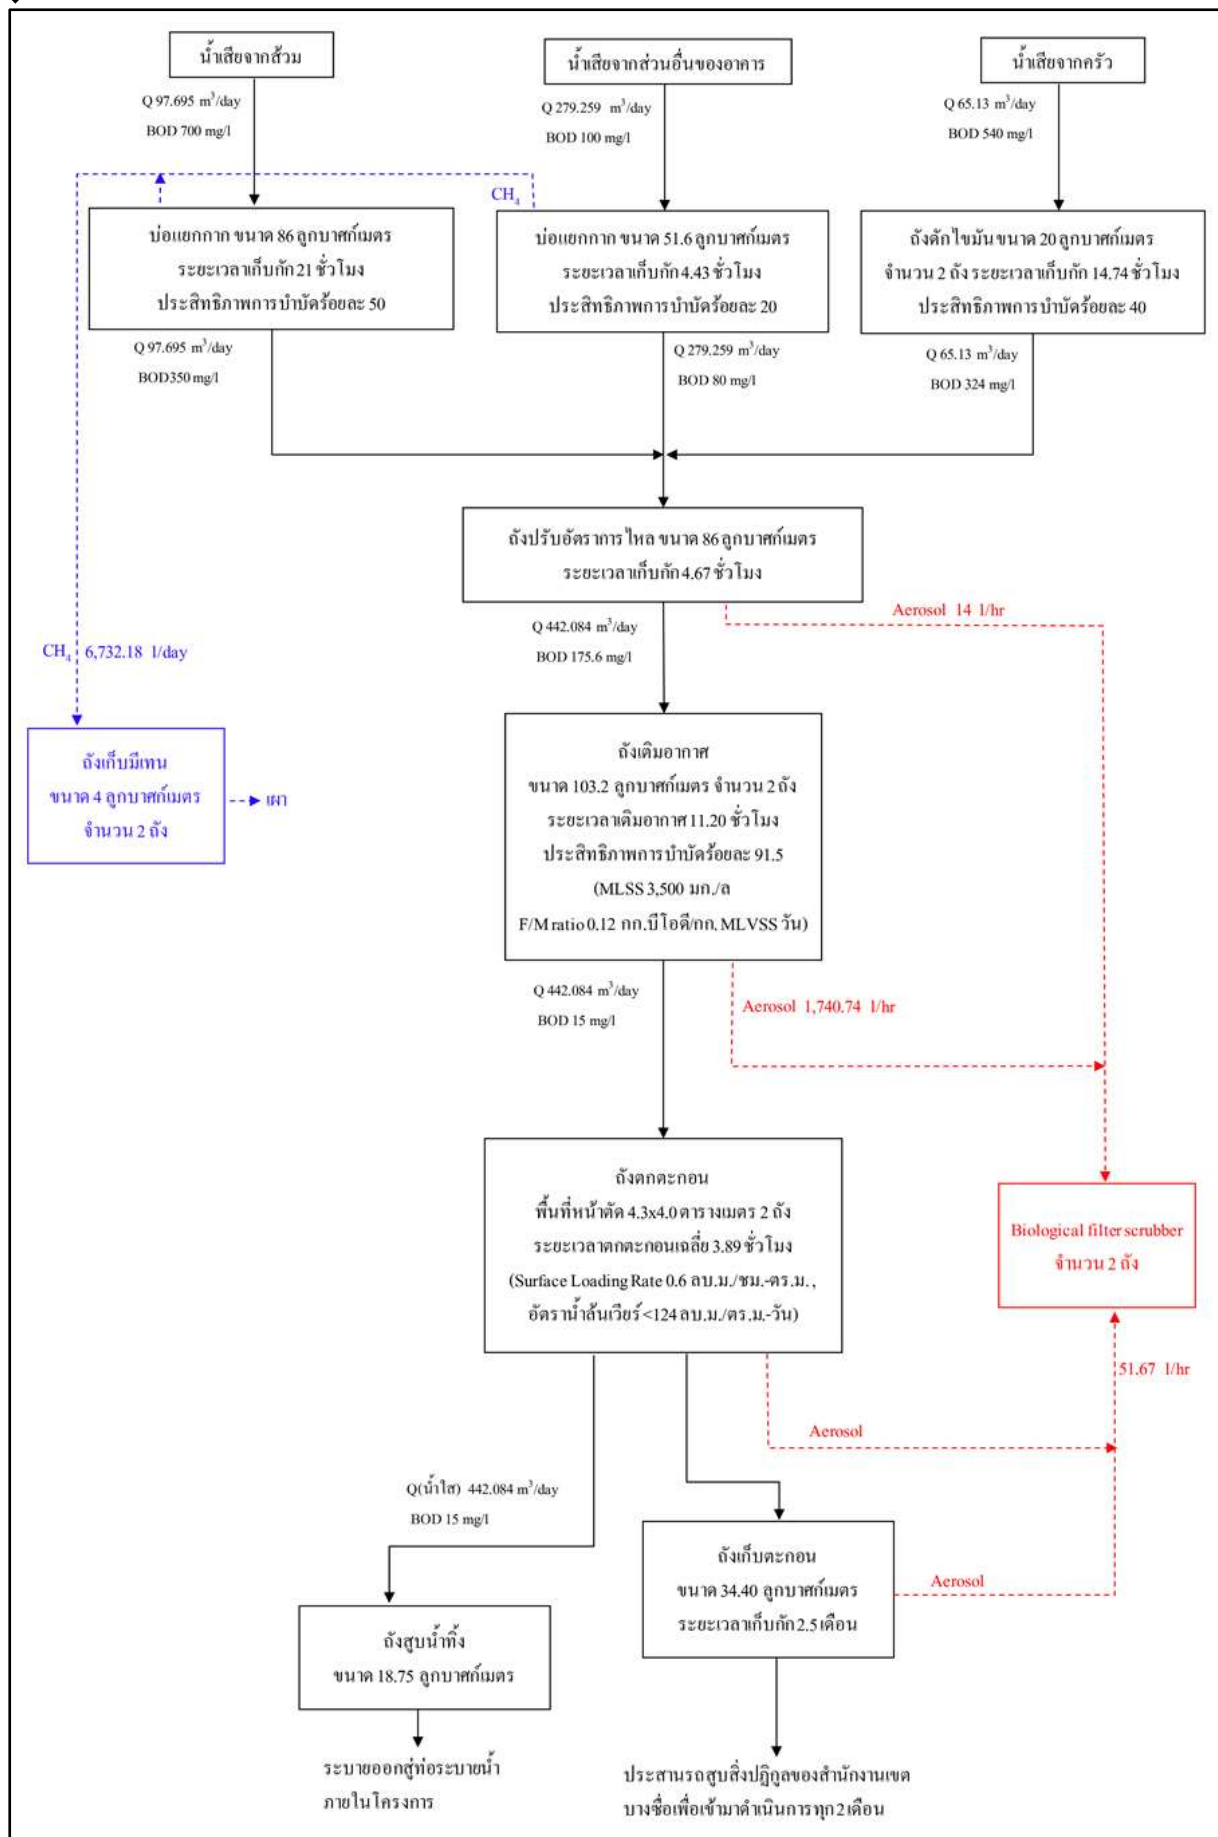 น้ำเสียจากส้วม
น้ำเสียจากส่วนอื่นของอาคาร
น้ำเสียจากครัว
Q 97.695 m³/day
BOD 700 mg/l
Q 279.259 m³/day
BOD 100 mg/l
Q 65.13 m³/day
BOD 540 mg/l
CH₄
บ่อแยกกาก ขนาด 86 ลูกบาศก์เมตร
ระยะเวลาเก็บกัก 21 ชั่วโมง
ประสิทธิภาพการบำบัดร้อยละ 50
บ่อแยกกาก ขนาด 51.6 ลูกบาศก์เมตร
ระยะเวลาเก็บกัก 4.43 ชั่วโมง
ประสิทธิภาพการบำบัดร้อยละ 20
ถังดักไขมัน ขนาด 20 ลูกบาศก์เมตร
จำนวน 2 ถัง ระยะเวลาเก็บกัก 14.74 ชั่วโมง
ประสิทธิภาพการบำบัดร้อยละ 40
Q 97.695 m³/day
BOD350 mg/l
Q 279.259 m³/day
BOD 80 mg/l
Q 65.13 m³/day
BOD 324 mg/l
ถังปรับอัตราการไหล ขนาด 86 ลูกบาศก์เมตร
ระยะเวลาเก็บกัก 4.67 ชั่วโมง
Aerosol 14 l/hr
Q 442.084 m³/day
BOD 175.6 mg/l
CH₄ 6,732.18 l/day
ถังเก็บมีเทน
ขนาด 4 ลูกบาศก์เมตร
จำนวน 2 ถัง
เผา
ถังเติมอากาศ
ขนาด 103.2 ลูกบาศก์เมตร จำนวน 2 ถัง
ระยะเวลาเติมอากาศ 11.20 ชั่วโมง
ประสิทธิภาพการบำบัดร้อยละ 91.5
(MLSS 3,500 มก./ล
F/M ratio 0.12 กก.บีโอดี/กก. MLVSS วัน)
Q 442.084 m³/day
BOD 15 mg/l
Aerosol 1,740.74 l/hr
ถังตกตะกอน
พื้นที่หน้าตัด 4.3x4.0 ตารางเมตร 2 ถัง
ระยะเวลาตกตะกอนเฉลี่ย 3.89 ชั่วโมง
(Surface Loading Rate 0.6 ลบ.ม./ชม.-ตร.ม. ,
อัตราน้ำล้นเวียร์ <124 ลบ.ม./ตร.ม.-วัน)
Biological filter scrubber
จำนวน 2 ถัง
51.67 l/hr
Aerosol
Q(น้ำใส) 442.084 m³/day
BOD 15 mg/l
ถังเก็บตะกอน
ขนาด 34.40 ลูกบาศก์เมตร
ระยะเวลาเก็บกัก 2.5 เดือน
Aerosol
ถังสูบน้ำทิ้ง
ขนาด 18.75 ลูกบาศก์เมตร
ระบายออกสู่ท่อระบายน้ำ
ภายในโครงการ
ประสานรถสูบสิ่งปฏิกูลของสำนักงานเขต
บางซื่อเพื่อเข้ามาดำเนินการทุก 2 เดือน